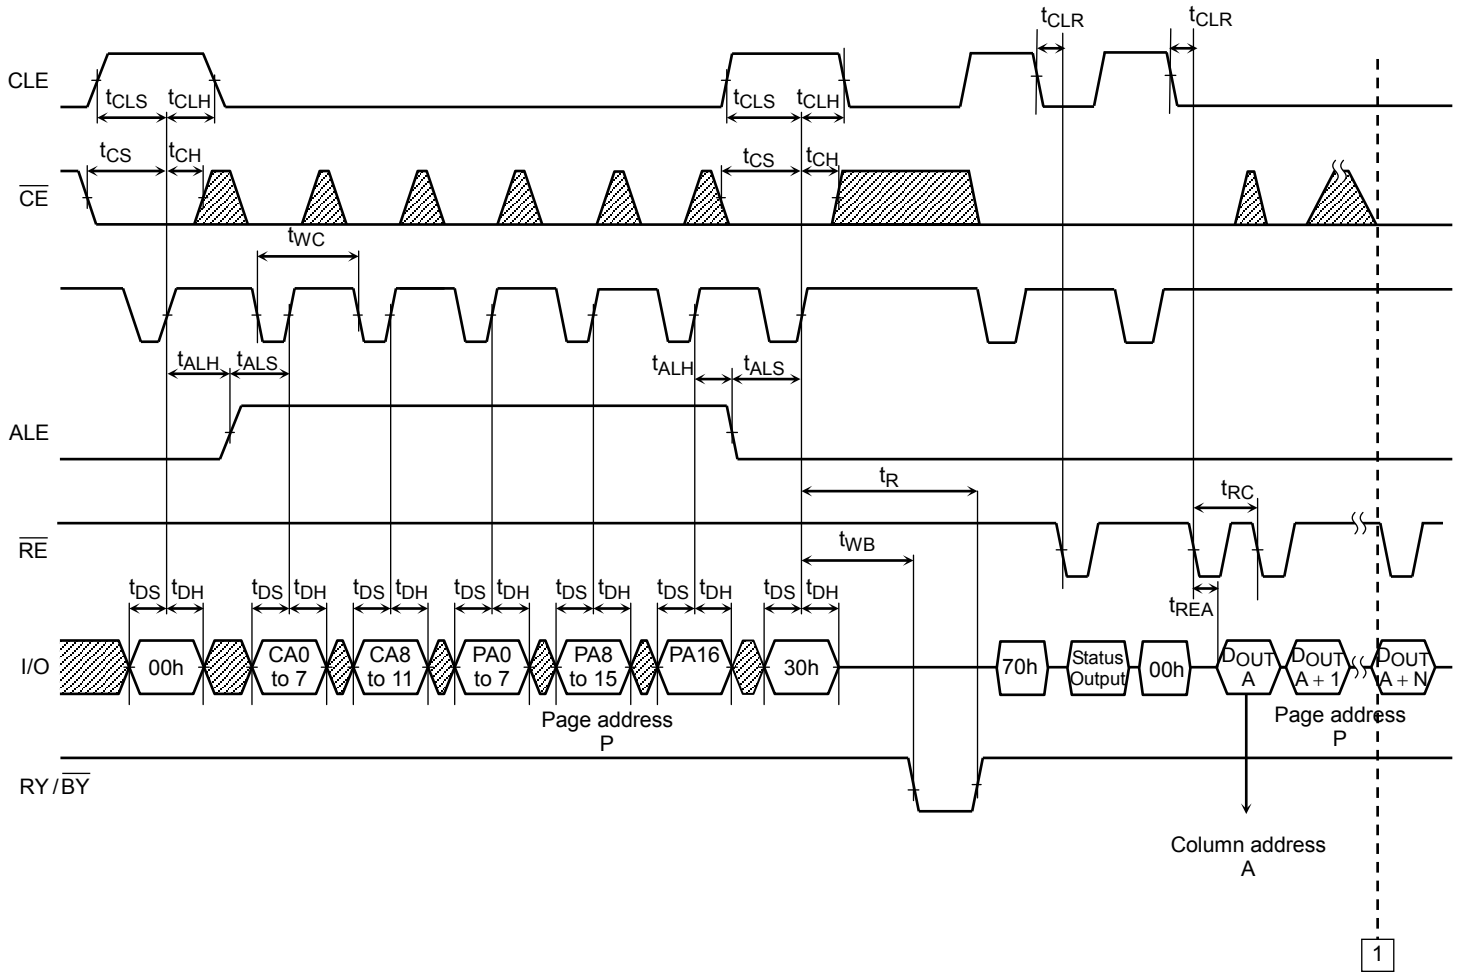 tCLR tCLR
CLE
tCLS tCLH tCLS tCLH
tCS tCH tCS tCH
CE
tWC
tALH tALS tALH tALS
ALE
tR
tRC
RE
tWB
tDS tDH tDS tDH tDS tDH tDS tDH tDS tDH tDS tDH tDS tDH
tREA
I/O
00h
CA0
to 7
CA8
to 11
PA0
to 7
PA8
to 15
PA16
30h
70h
Status
Output
00h
DOUT
A
DOUT
A + 1
DOUT
A + N
Page address
P
Page address
P
RY/BY
Column address
A
1